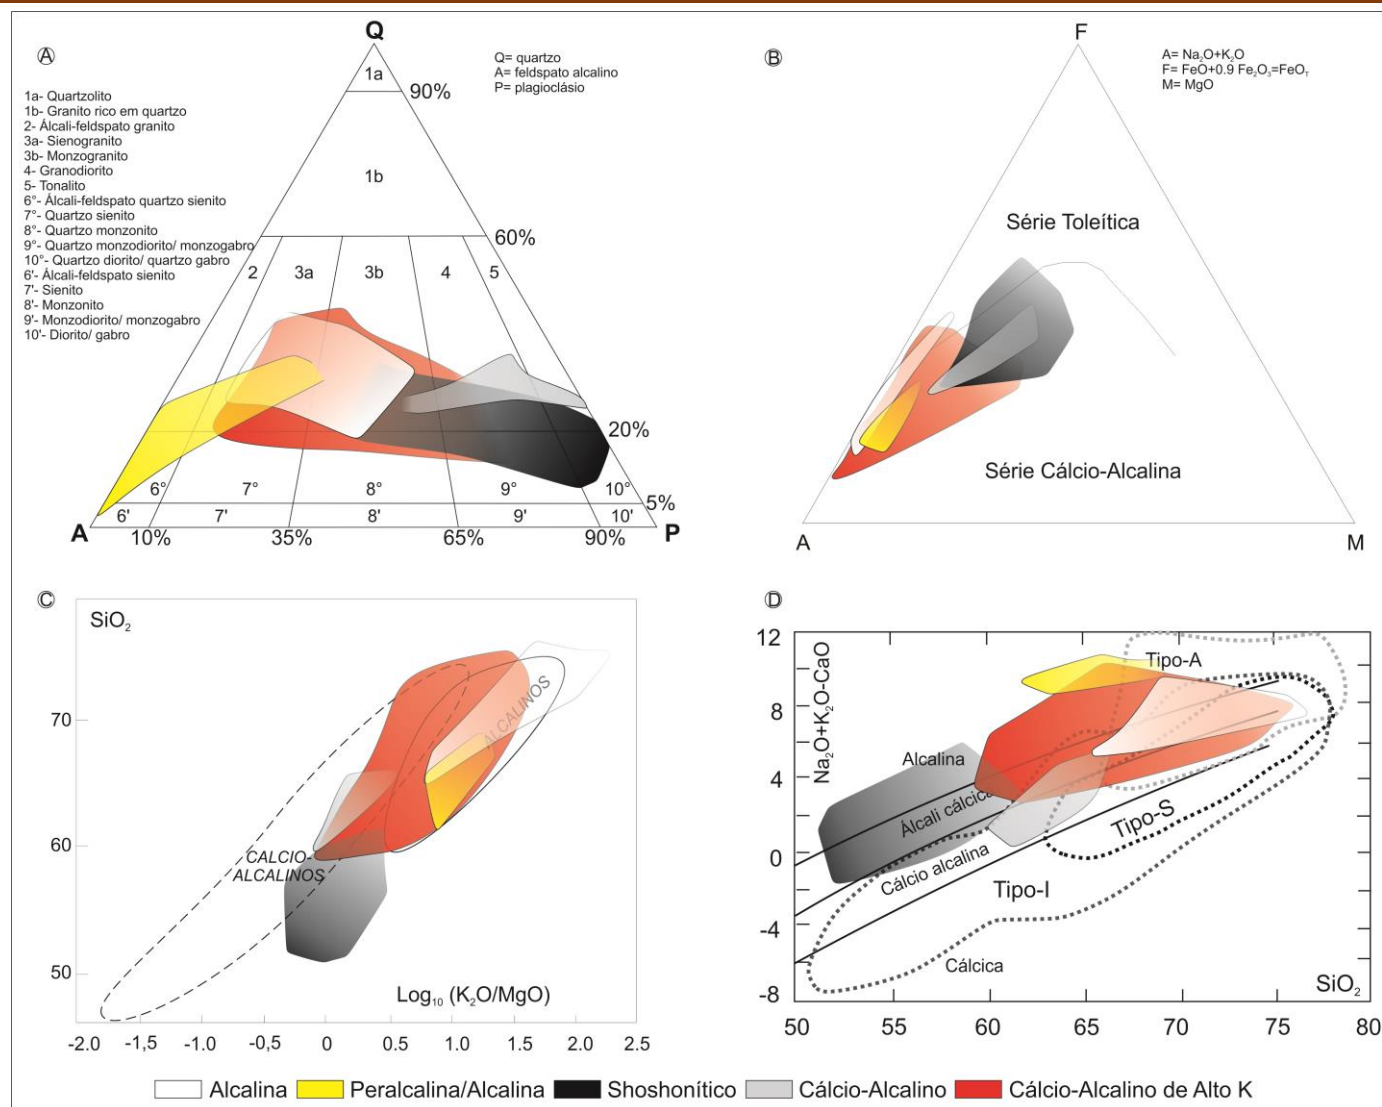 A
Q
Q= quartzo
A= feldspato alcalino
P= plagioclásio
1a- Quartzolito
1b- Granito rico em quartzo
2- Álcali-feldspato granito
3a- Sienogranito
3b- Monzogranito
4- Granodiorito
5- Tonalito
6°- Álcali-feldspato quartzo sienito
7°- Quartzo sienito
8°- Quartzo monzonito
9°- Quartzo monzodiorito/ monzogabro
10°- Quartzo diorito/ quartzo gabro
6'- Álcali-feldspato sienito
7'- Sienito
8'- Monzonito
9'- Monzodiorito/ monzogabro
10'- Diorito/ gabro
1a
90%
1b
60%
2 3a 3b 4 5
20%
6° 7° 8° 9° 10°
5%
6' 7' 8' 9' 10'
A P
10% 35% 65% 90%
B
F
A= Na₂O+K₂O
F= FeO+0.9 Fe₂O₃=FeOₜ
M= MgO
Série Toleítica
Série Cálcio-Alcalina
A M
C
SiO₂
70
60
50
ALCALINOS
CALCIO-
ALCALINOS
Log₁₀ (K₂O/MgO)
-2.0 -1,5 -1.0 -0,5 0 0.5 1.0 1.5 2.0 2.5
D
Na₂O+K₂O-CaO
12
8
4
0
-4
-8
Tipo-A
Alcalina
Álcali cálcica
Cálcio alcalina
Tipo-S
Tipo-I
Cálcica
SiO₂
50 55 60 65 70 75 80
Alcalina Peralcalina/Alcalina Shoshonítico Cálcio-Alcalino Cálcio-Alcalino de Alto K